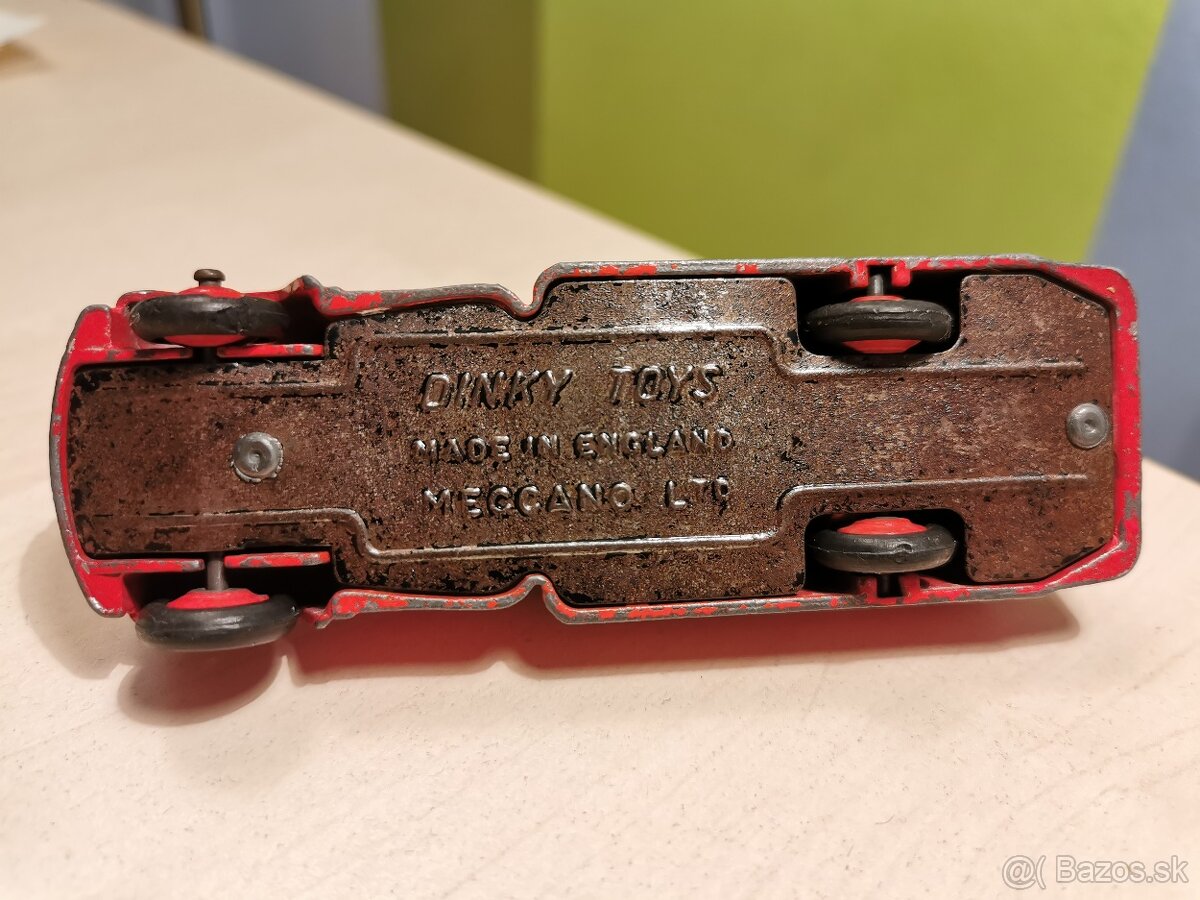 DINKY TOYS
MADE IN ENGLAND
MECCANO LTD
@( Bazos.sk